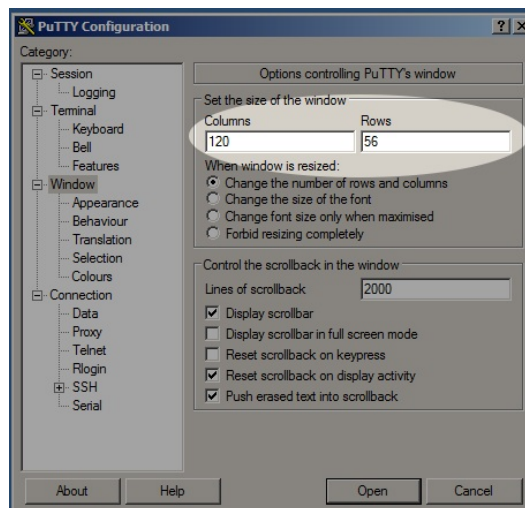 PuTTY Configuration
Category:
Session
Logging
Terminal
Keyboard
Bell
Features
Window
Appearance
Behaviour
Translation
Selection
Colours
Connection
Data
Proxy
Telnet
Rlogin
SSH
Serial
Options controlling PuTTY's window
Set the size of the window
Columns Rows
120 56
When window is resized:
Change the number of rows and columns
Change the size of the font
Change font size only when maximised
Forbid resizing completely
Control the scrollback in the window
Lines of scrollback 2000
Display scrollbar
Display scrollbar in full screen mode
Reset scrollback on keypress
Reset scrollback on display activity
Push erased text into scrollback
About Help Open Cancel